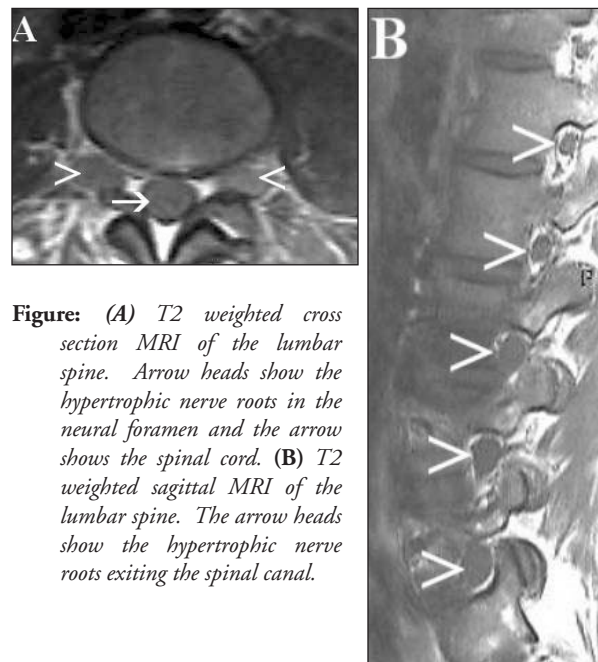 A
B
Figure: (A) T2 weighted cross
section MRI of the lumbar
spine. Arrow heads show the
hypertrophic nerve roots in the
neural foramen and the arrow
shows the spinal cord. (B) T2
weighted sagittal MRI of the
lumbar spine. The arrow heads
show the hypertrophic nerve
roots exiting the spinal canal.